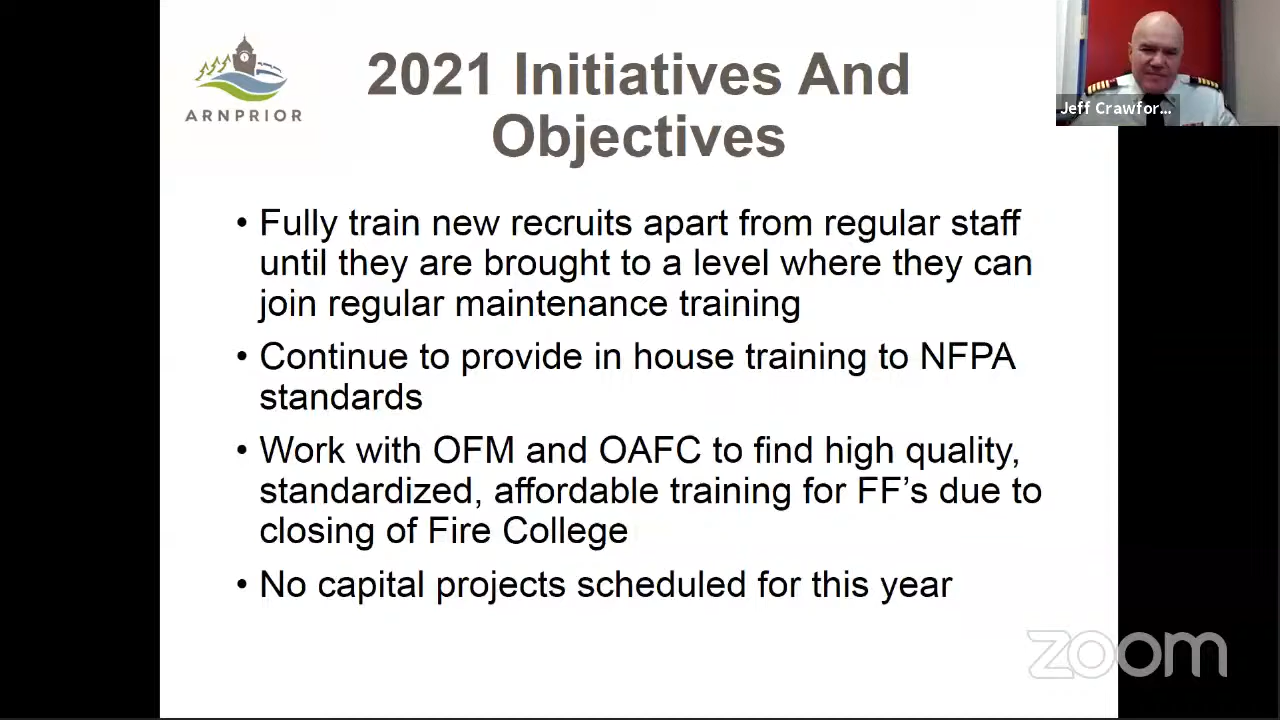 ARNPRIOR
2021 Initiatives And
Objectives
Jeff Crawfor...
• Fully train new recruits apart from regular staff
until they are brought to a level where they can
join regular maintenance training
• Continue to provide in house training to NFPA
standards
• Work with OFM and OAFC to find high quality,
standardized, affordable training for FF’s due to
closing of Fire College
• No capital projects scheduled for this year
zoom